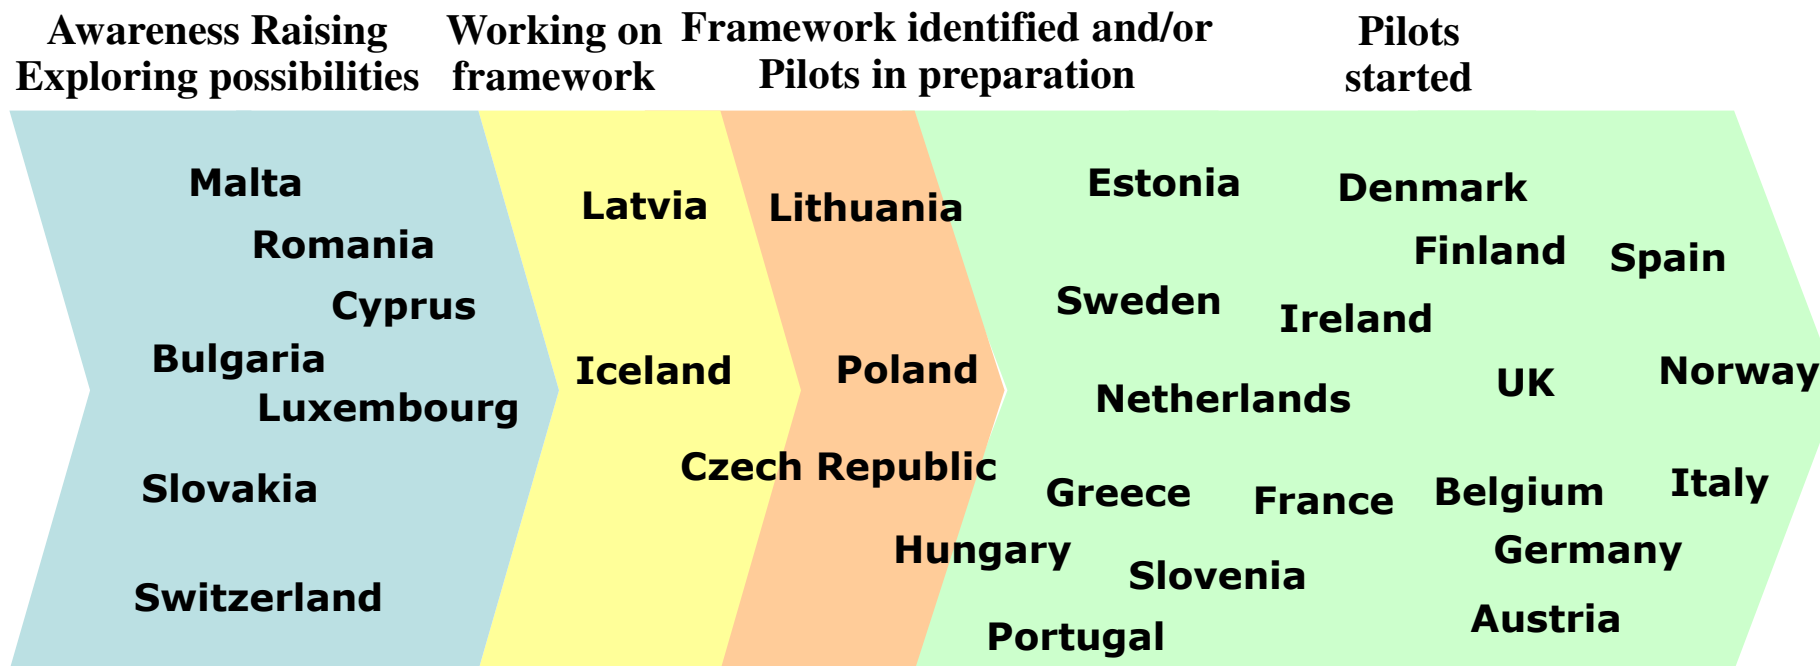 Awareness Raising
Exploring possibilities
Working on
framework
Framework identified and/or
Pilots in preparation
Pilots
started
Malta
Romania
Cyprus
Bulgaria
Luxembourg
Slovakia
Switzerland
Latvia
Iceland
Lithuania
Poland
Czech Republic
Hungary
Estonia
Denmark
Finland
Spain
Sweden
Ireland
Netherlands
UK
Norway
Greece
France
Belgium
Italy
Slovenia
Germany
Portugal
Austria